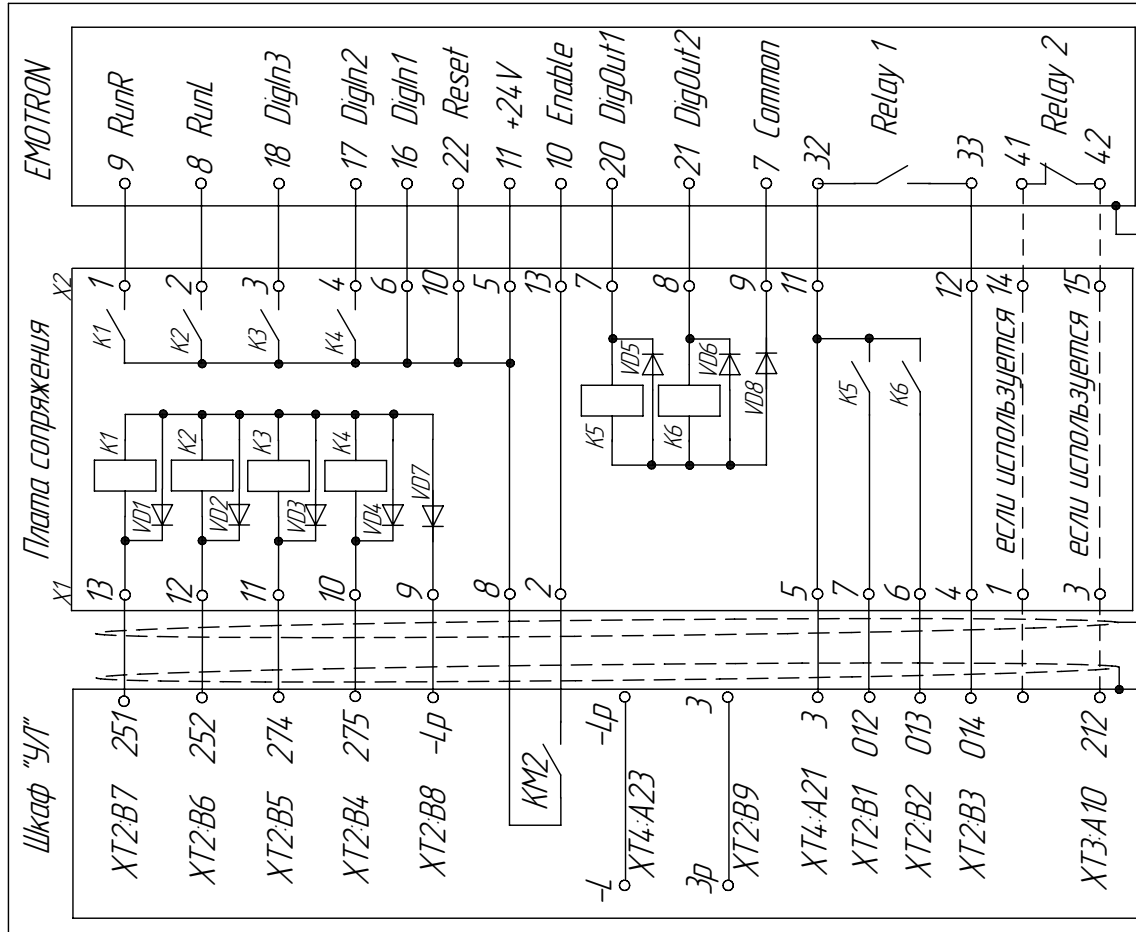 EMOTRON
9 RunR
8 RunL
18 DigIn3
17 DigIn2
16 DigIn1
22 Reset
11 +24V
10 Enable
20 DigOut1
21 DigOut2
7 Common
32
Relay 1
33
41
Relay 2
42
Плата сопряжения
X2
1
2
3
4
6
10
5
13
7
8
9
11
12
14
15
K1
K2
K3
K4
K1
K2
K3
K4
VD1
VD2
VD3
VD4
VD7
K5
K6
VD5
VD6
VD8
K5
K6
если используется
если используется
X1
13
12
11
10
9
8
2
5
7
6
4
1
3
Шкаф "УЛ"
XT2:B7 251
XT2:B6 252
XT2:B5 274
XT2:B4 275
XT2:B8 -Lp
KM2
-L -Lp
XT4:A23
3p 3
XT2:B9
XT4:A21 3
XT2:B1 012
XT2:B2 013
XT2:B3 014
XT3:A10 212